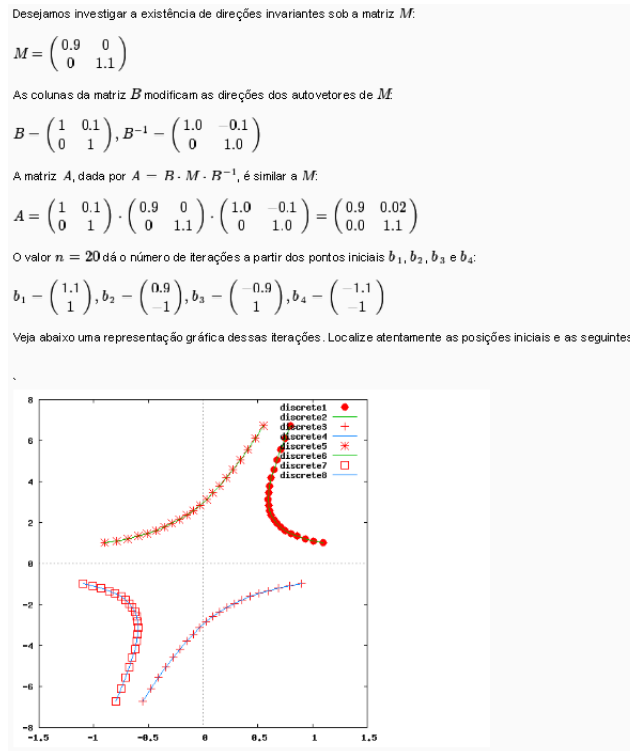 Desejamos investigar a existência de direções invariantes sob a matriz M:
M = ( 0.9 0
0 1.1 )
As colunas da matriz B modificam as direções dos autovetores de M:
B = ( 1 0.1
0 1 ), B⁻¹ = ( 1.0 −0.1
0 1.0 )
A matriz A, dada por A = B · M · B⁻¹, é similar a M:
A = ( 1 0.1
0 1 ) · ( 0.9 0
0 1.1 ) · ( 1.0 −0.1
0 1.0 ) = ( 0.9 0.02
0.0 1.1 )
O valor n = 20 dá o número de iterações a partir dos pontos iniciais b₁, b₂, b₃ e b₄:
b₁ = ( 1.1
1 ), b₂ = ( 0.9
−1 ), b₃ = ( −0.9
1 ), b₄ = ( −1.1
−1 )
Veja abaixo uma representação gráfica dessas iterações. Localize atentamente as posições iniciais e as seguintes
discrete1
discrete2
discrete3
discrete4
discrete5
discrete6
discrete7
discrete8
8
6
4
2
0
-2
-4
-6
-8
-1.5 -1 -0.5 0 0.5 1 1.5